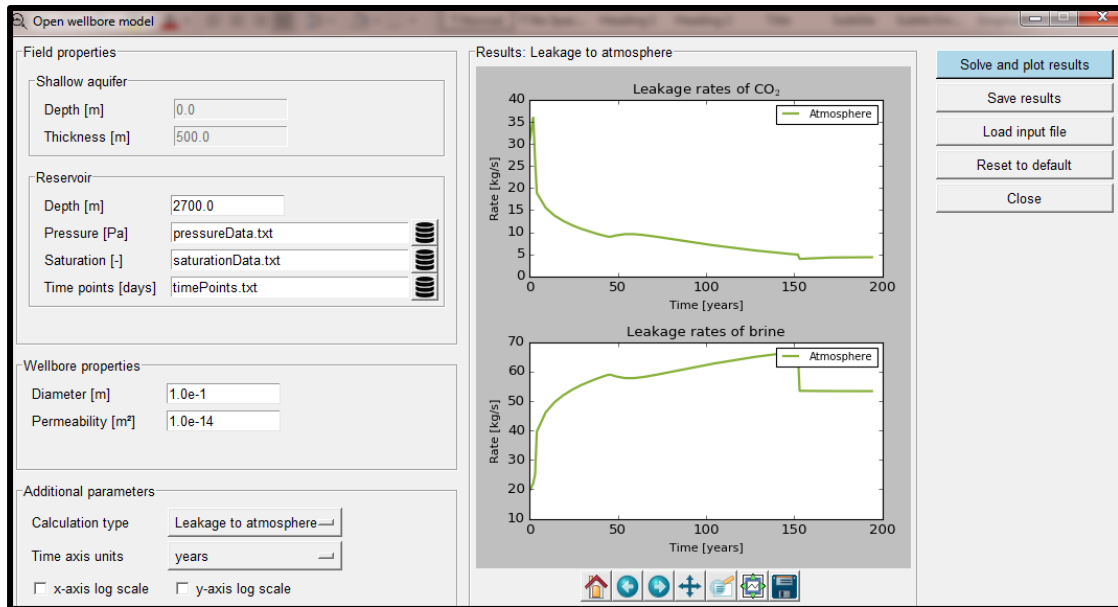 Open wellbore model
Field properties
Shallow aquifer
Depth [m] 0.0
Thickness [m] 500.0
Reservoir
Depth [m] 2700.0
Pressure [Pa] pressureData.txt
Saturation [-] saturationData.txt
Time points [days] timePoints.txt
Wellbore properties
Diameter [m] 1.0e-1
Permeability [m²] 1.0e-14
Additional parameters
Calculation type Leakage to atmosphere
Time axis units years
x-axis log scale y-axis log scale
Results: Leakage to atmosphere
Leakage rates of CO₂
Atmosphere
Rate [kg/s]
40
35
30
25
20
15
10
5
0
0 50 100 150 200
Time [years]
Leakage rates of brine
Atmosphere
Rate [kg/s]
70
60
50
40
30
20
10
0 50 100 150 200
Time [years]
Solve and plot results
Save results
Load input file
Reset to default
Close